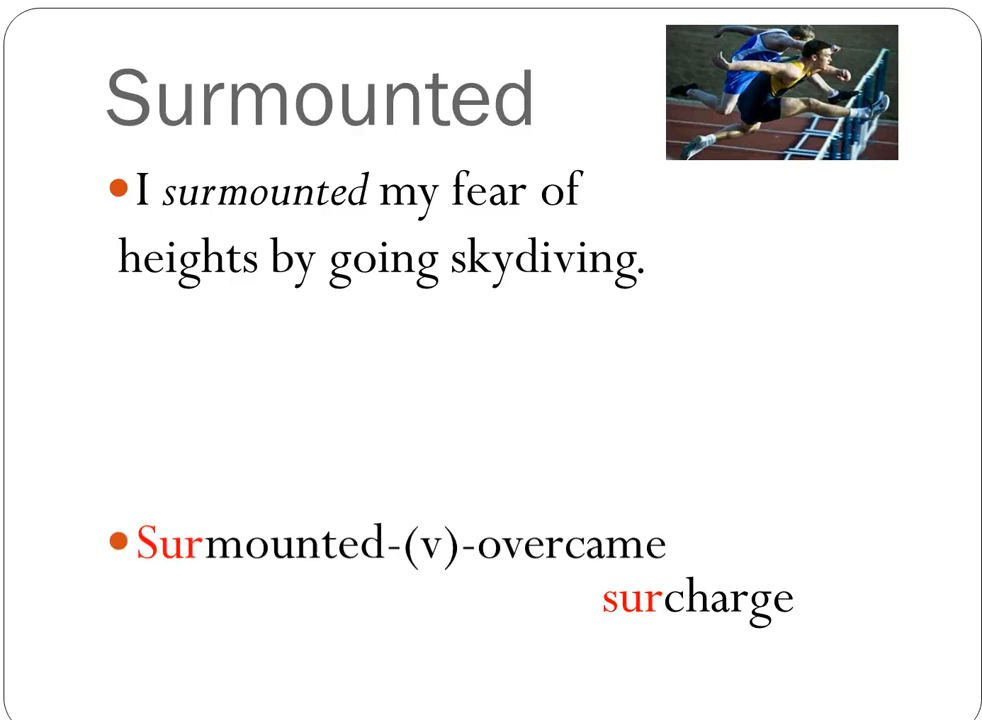 Surmounted
•I surmounted my fear of
heights by going skydiving.
•Surmounted-(v)-overcame
surcharge